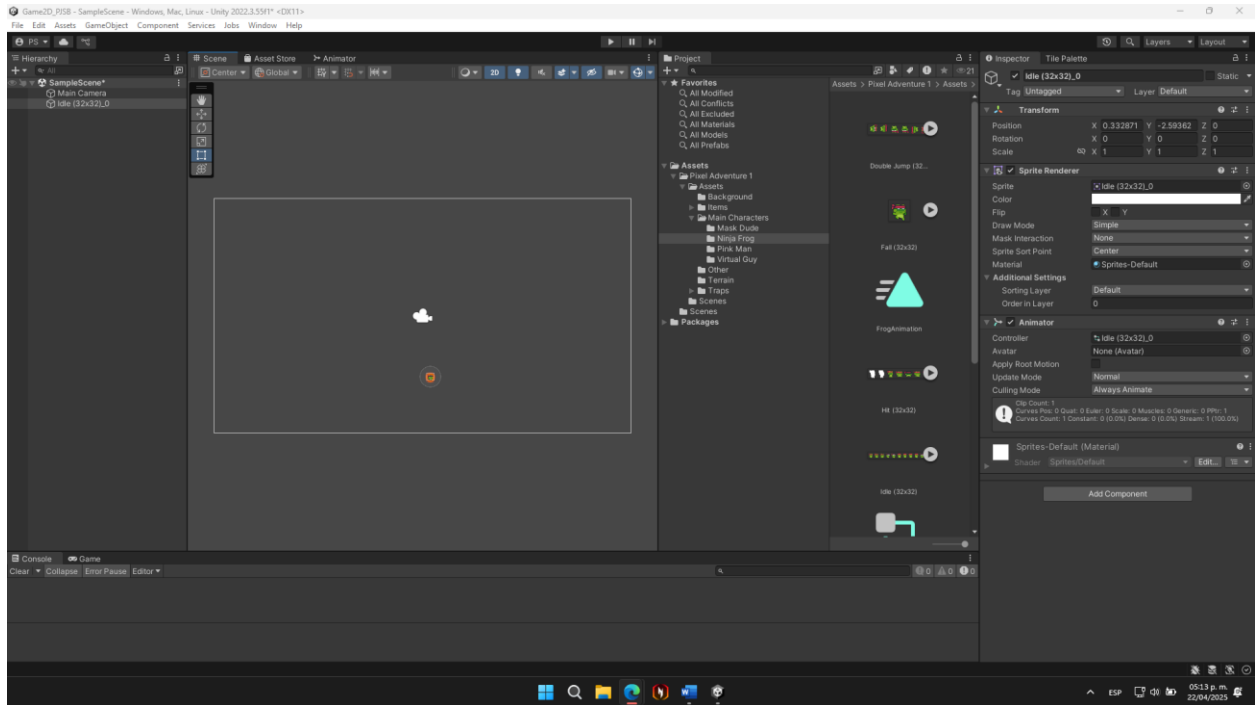 Game2D_PJSB - SampleScene - Windows, Mac, Linux - Unity 2022.3.55f1* <DX11>
File Edit Assets GameObject Component Services Jobs Window Help
PS
Layers Layout
Hierarchy
Scene Asset Store Animator
Project
Inspector Tile Palette
All
Center Global
2D
21
SampleScene*
Main Camera
Idle (32x32)_0
Favorites
All Modified
All Conflicts
All Excluded
All Materials
All Models
All Prefabs
Assets
Pixel Adventure 1
Assets
Background
Items
Main Characters
Mask Dude
Ninja Frog
Pink Man
Virtual Guy
Other
Terrain
Traps
Scenes
Scenes
Packages
Assets > Pixel Adventure 1 > Assets >
Double Jump (32...
Fall (32x32)
FrogAnimation
Hit (32x32)
Idle (32x32)
Idle (32x32)_0 Static
Tag Untagged Layer Default
Transform
Position X 0.332871 Y -2.59362 Z 0
Rotation X 0 Y 0 Z 0
Scale X 1 Y 1 Z 1
Sprite Renderer
Sprite Idle (32x32)_0
Color
Flip X Y
Draw Mode Simple
Mask Interaction None
Sprite Sort Point Center
Material Sprites-Default
Additional Settings
Sorting Layer Default
Order in Layer 0
Animator
Controller Idle (32x32)_0
Avatar None (Avatar)
Apply Root Motion
Update Mode Normal
Culling Mode Always Animate
Clip Count: 1
Curves Pos: 0 Quat: 0 Euler: 0 Scale: 0 Muscles: 0 Generic: 0 PPtr: 1
Curves Count: 1 Constant: 0 (0.0%) Dense: 0 (0.0%) Stream: 1 (100.0%)
Sprites-Default (Material)
Shader Sprites/Default Edit...
Add Component
Console Game
Clear Collapse Error Pause Editor
0 0 0
ESP
05:13 p. m.
22/04/2025